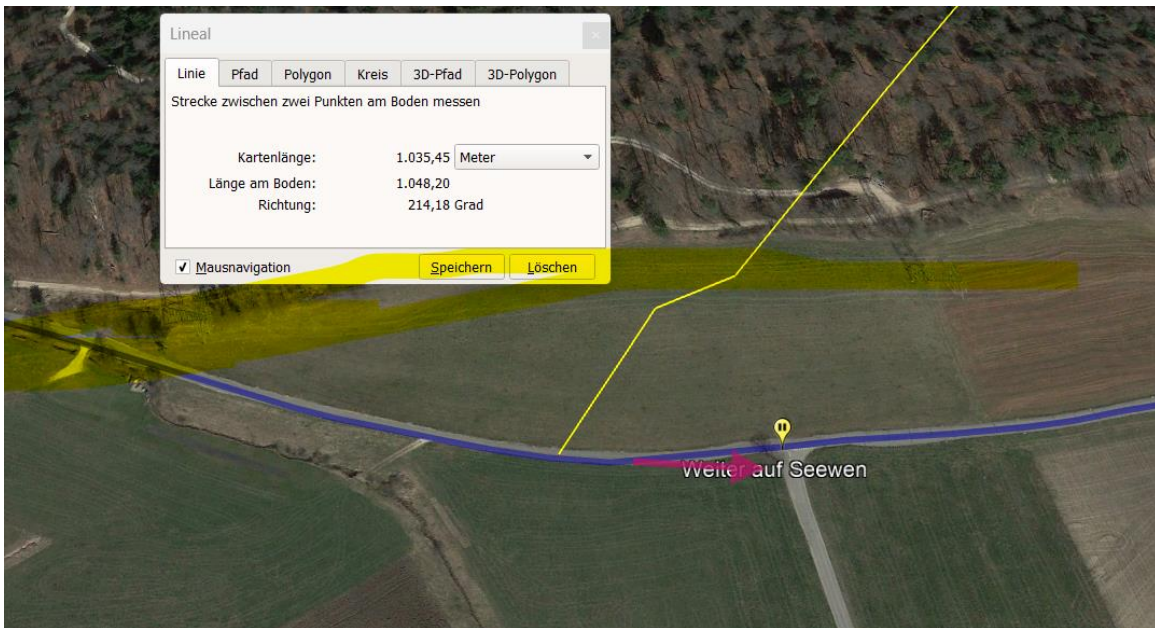 Lineal
Linie Pfad Polygon Kreis 3D-Pfad 3D-Polygon
Strecke zwischen zwei Punkten am Boden messen
Kartenlänge: 1.035,45 Meter
Länge am Boden: 1.048,20
Richtung: 214,18 Grad
Mausnavigation Speichern Löschen
Weiter auf Seewen